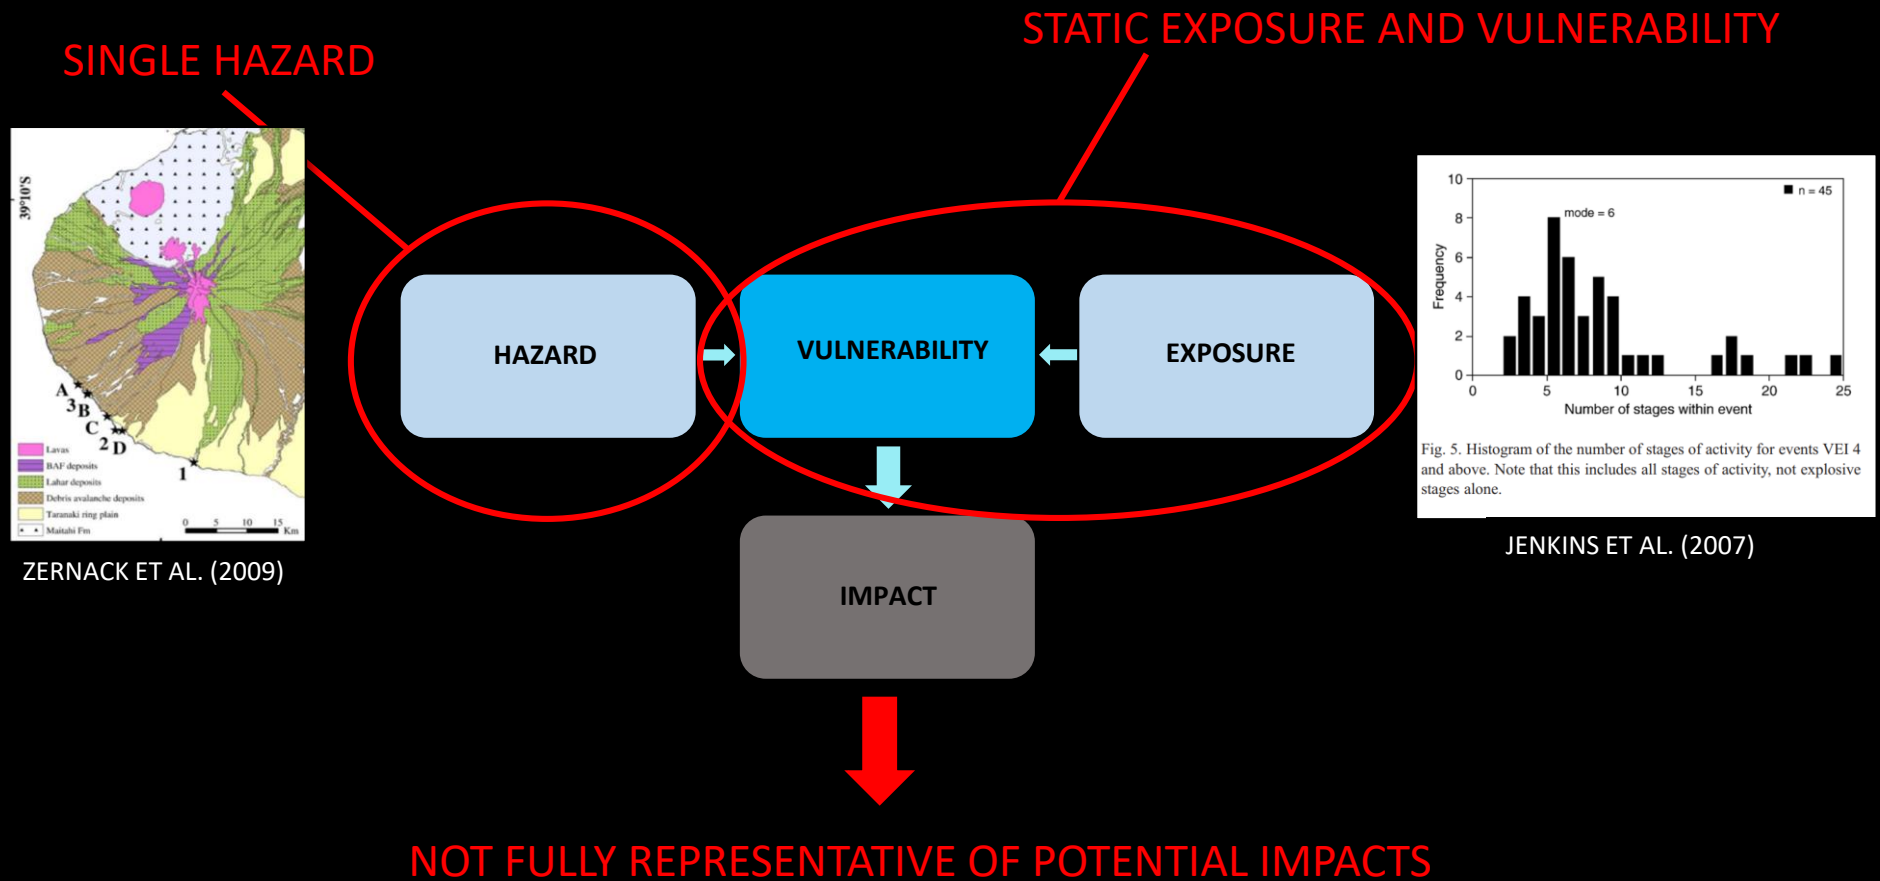 STATIC EXPOSURE AND VULNERABILITY
SINGLE HAZARD
39°10'S
A
3 B
C
2 D
1
Lavas
BAF deposits
Lahar deposits
Debris avalanche deposits
Taranaki ring plain
Maitahi Fm
0 5 10 15
Km
ZERNACK ET AL. (2009)
HAZARD
VULNERABILITY
EXPOSURE
IMPACT
10
8
6
4
2
0
Frequency
n = 45
mode = 6
0 5 10 15 20 25
Number of stages within event
Fig. 5. Histogram of the number of stages of activity for events VEI 4
and above. Note that this includes all stages of activity, not explosive
stages alone.
JENKINS ET AL. (2007)
NOT FULLY REPRESENTATIVE OF POTENTIAL IMPACTS